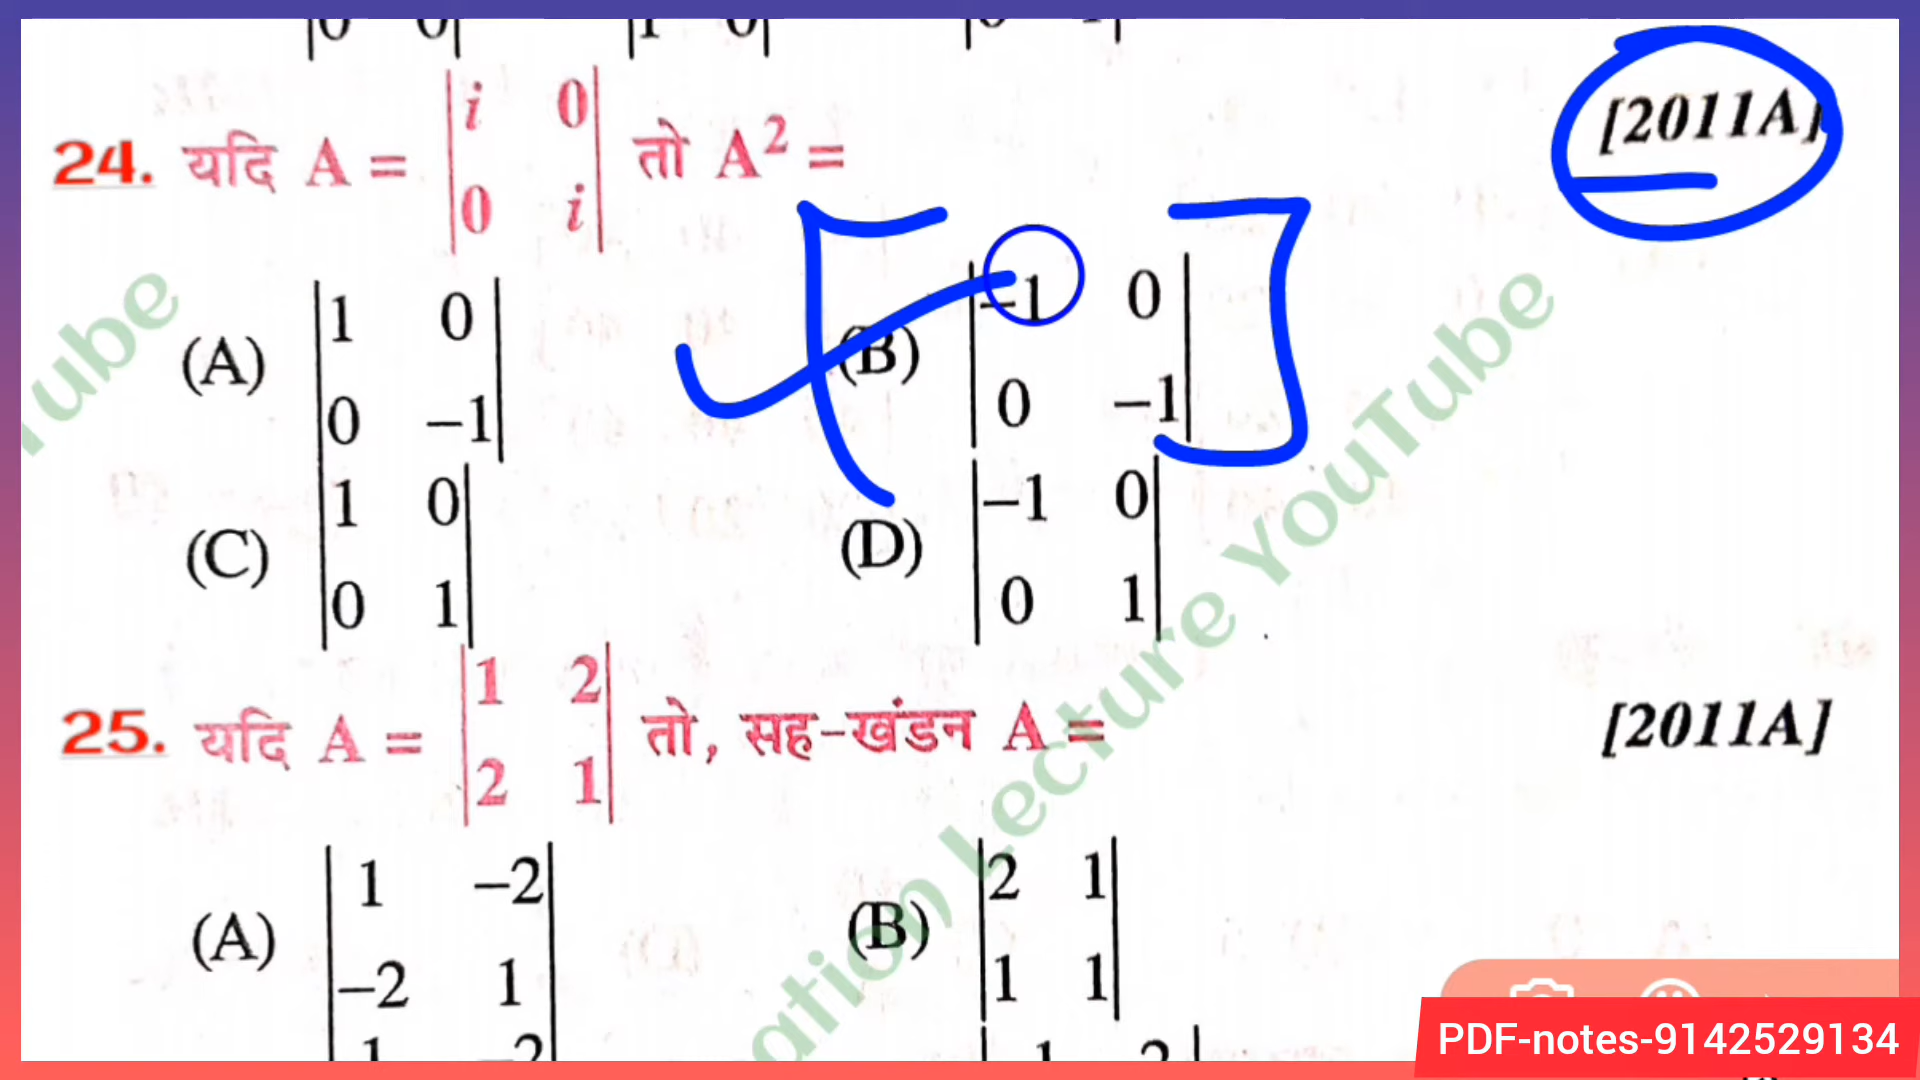 24. यदि A = |i 0| तो A² = [2011A]
|0 i|
(A) |1 0| (B) |-1 0|
|0 -1| |0 -1|
(C) |1 0| (D) |-1 0|
|0 1| |0 1|
25. यदि A = |1 2| तो, सह-खंडन A = [2011A]
|2 1|
(A) |1 -2| (B) |2 1|
|-2 1| |1 1|
ation Lecture YouTube
Tube
PDF-notes-9142529134